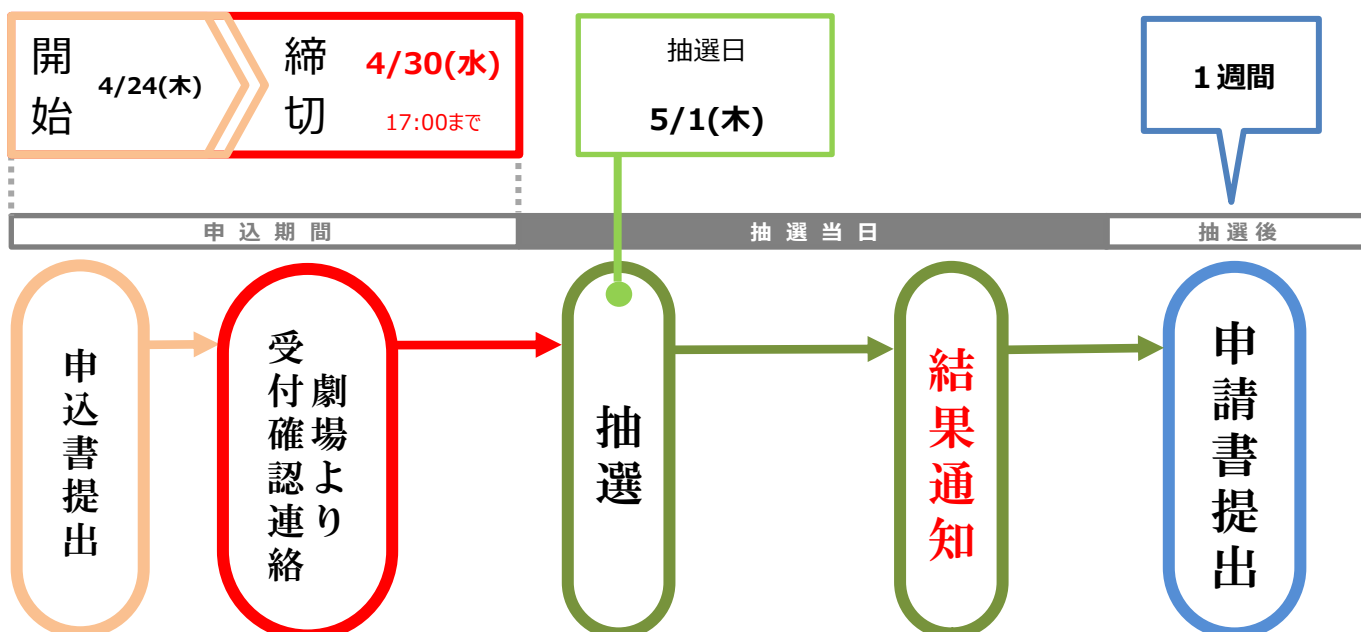 開始
4/24(木)
締切
4/30(水)
17:00まで
抽選日
5/1(木)
1週間
申込期間
抽選当日
抽選後
申込書提出
劇場より
受付確認連絡
抽選
結果通知
申請書提出